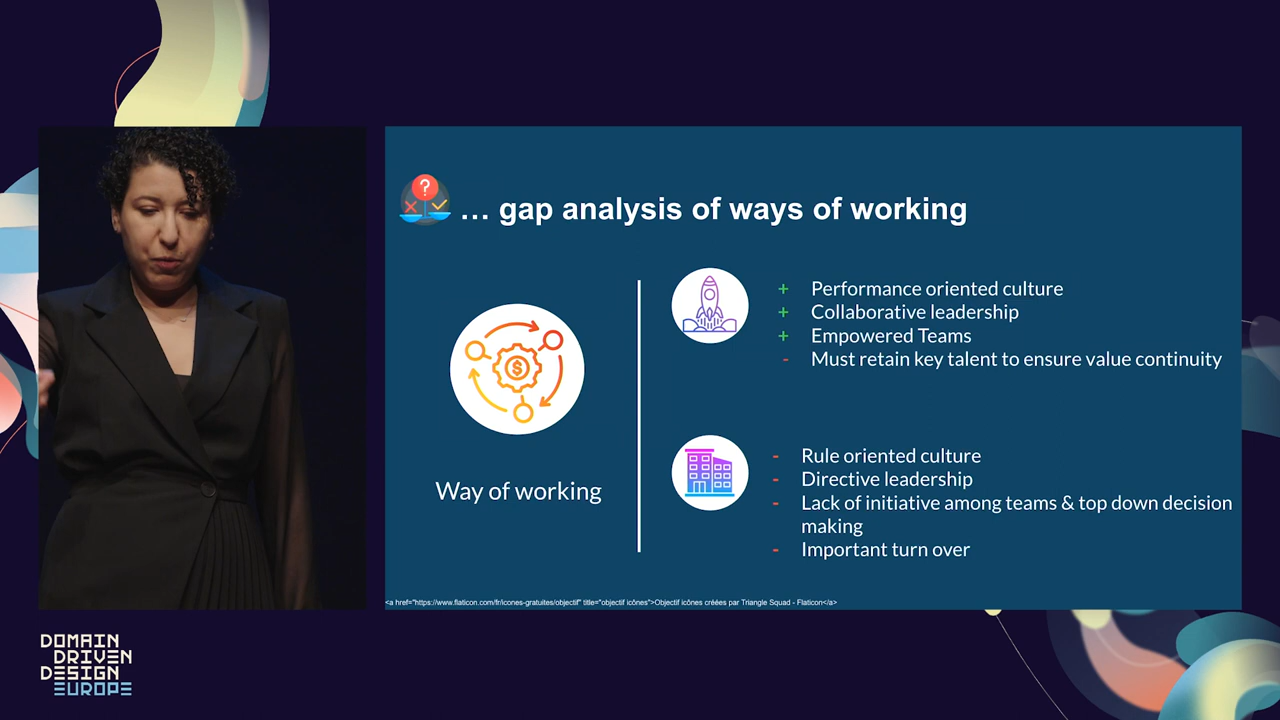 … gap analysis of ways of working
Way of working
+ Performance oriented culture
+ Collaborative leadership
+ Empowered Teams
- Must retain key talent to ensure value continuity
- Rule oriented culture
- Directive leadership
- Lack of initiative among teams & top down decision
making
- Important turn over
<a href="https://www.flaticon.com/fr/icones-gratuites/objectif" title="objectif icônes">Objectif icônes créées par Triangle Squad - Flaticon</a>
DOMAIN
DRIVEN
DESIGN
EUROPE